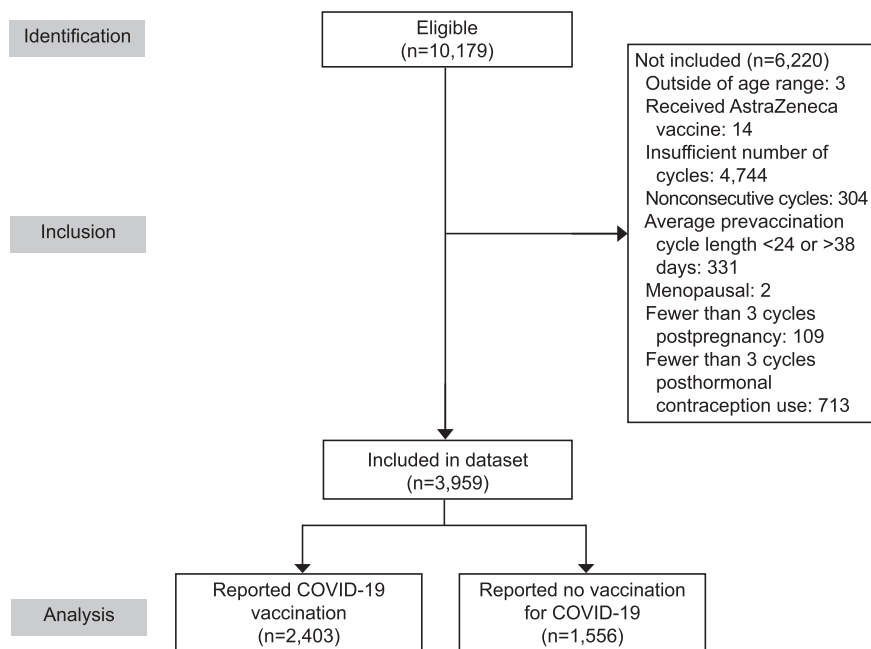 Identification
Eligible
(n=10,179)
Not included (n=6,220)
Outside of age range: 3
Received AstraZeneca
vaccine: 14
Insufficient number of
cycles: 4,744
Nonconsecutive cycles: 304
Average prevaccination
cycle length <24 or >38
days: 331
Menopausal: 2
Fewer than 3 cycles
postpregnancy: 109
Fewer than 3 cycles
posthormonal
contraception use: 713
Inclusion
Included in dataset
(n=3,959)
Analysis
Reported COVID-19
vaccination
(n=2,403)
Reported no vaccination
for COVID-19
(n=1,556)